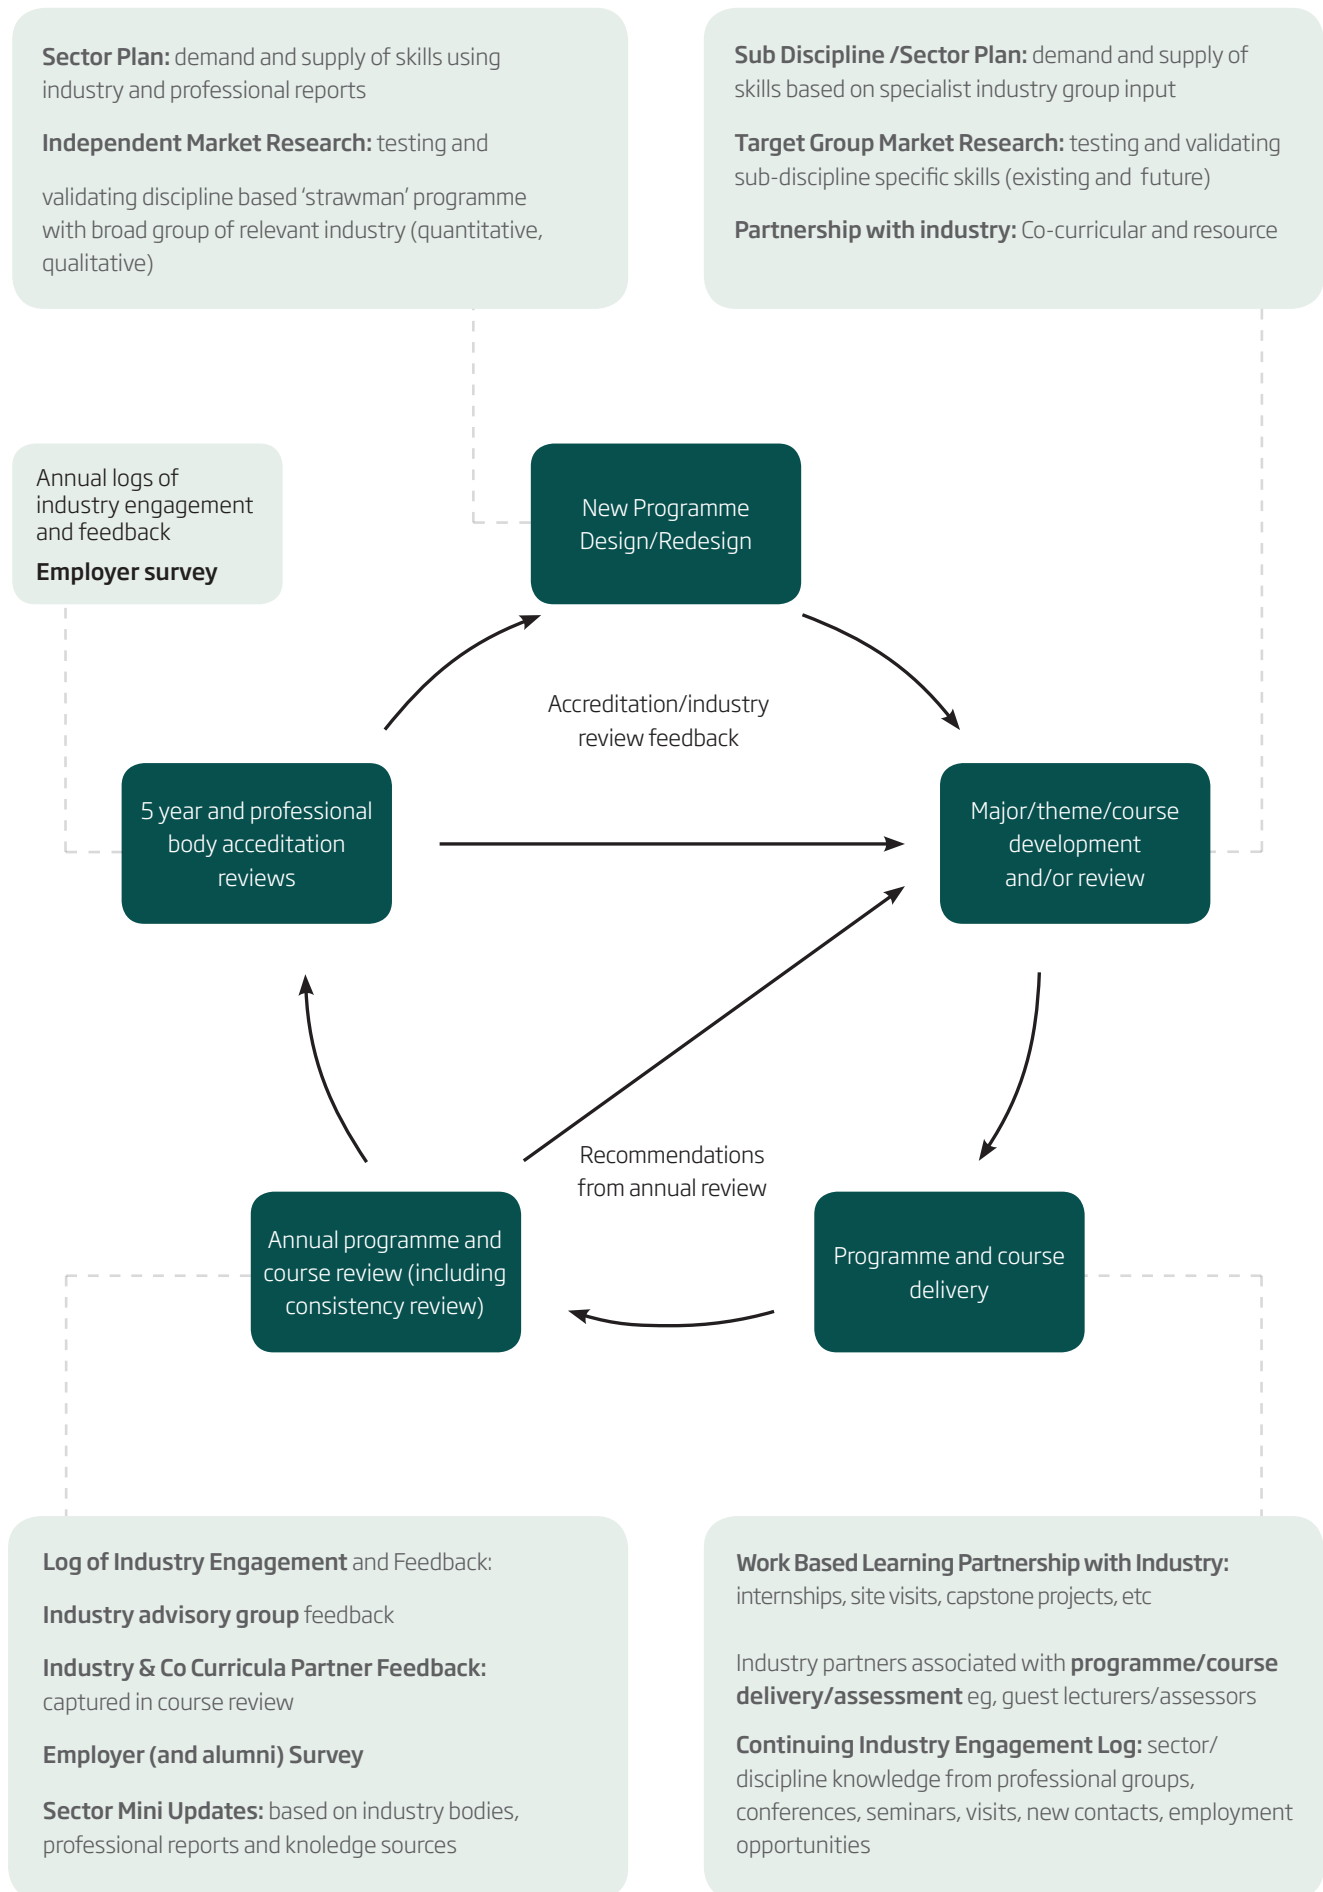 Sector Plan: demand and supply of skills using
industry and professional reports
Independent Market Research: testing and
validating discipline based ‘strawman’ programme
with broad group of relevant industry (quantitative,
qualitative)
Sub Discipline /Sector Plan: demand and supply of
skills based on specialist industry group input
Target Group Market Research: testing and validating
sub-discipline specific skills (existing and future)
Partnership with industry: Co-curricular and resource
Annual logs of
industry engagement
and feedback
Employer survey
New Programme
Design/Redesign
Accreditation/industry
review feedback
5 year and professional
body acceditation
reviews
Major/theme/course
development
and/or review
Recommendations
from annual review
Annual programme and
course review (including
consistency review)
Programme and course
delivery
Log of Industry Engagement and Feedback:
Industry advisory group feedback
Industry & Co Curricula Partner Feedback:
captured in course review
Employer (and alumni) Survey
Sector Mini Updates: based on industry bodies,
professional reports and knoledge sources
Work Based Learning Partnership with Industry:
internships, site visits, capstone projects, etc
Industry partners associated with programme/course
delivery/assessment eg, guest lecturers/assessors
Continuing Industry Engagement Log: sector/
discipline knowledge from professional groups,
conferences, seminars, visits, new contacts, employment
opportunities